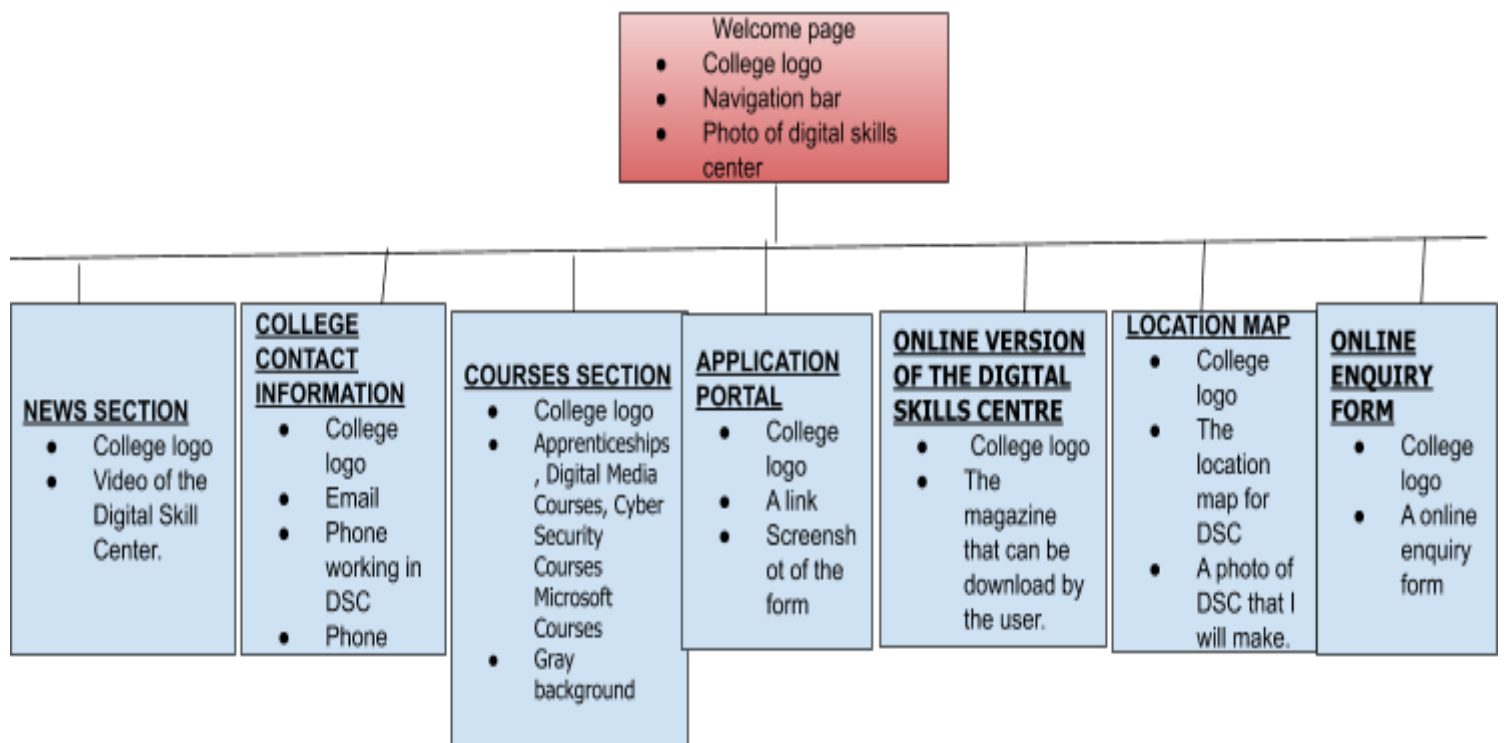 Welcome page
● College logo
● Navigation bar
● Photo of digital skills
center
NEWS SECTION
● College logo
● Video of the
Digital Skill
Center.
COLLEGE
CONTACT
INFORMATION
● College
logo
● Email
● Phone
working in
DSC
● Phone
COURSES SECTION
● College logo
● Apprenticeships
, Digital Media
Courses, Cyber
Security
Courses
Microsoft
Courses
● Gray
background
APPLICATION
PORTAL
● College
logo
● A link
● Screensh
ot of the
form
ONLINE VERSION
OF THE DIGITAL
SKILLS CENTRE
● College logo
● The
magazine
that can be
download by
the user.
LOCATION MAP
● College
logo
● The
location
map for
DSC
● A photo of
DSC that I
will make.
ONLINE
ENQUIRY
FORM
● College
logo
● A online
enquiry
form